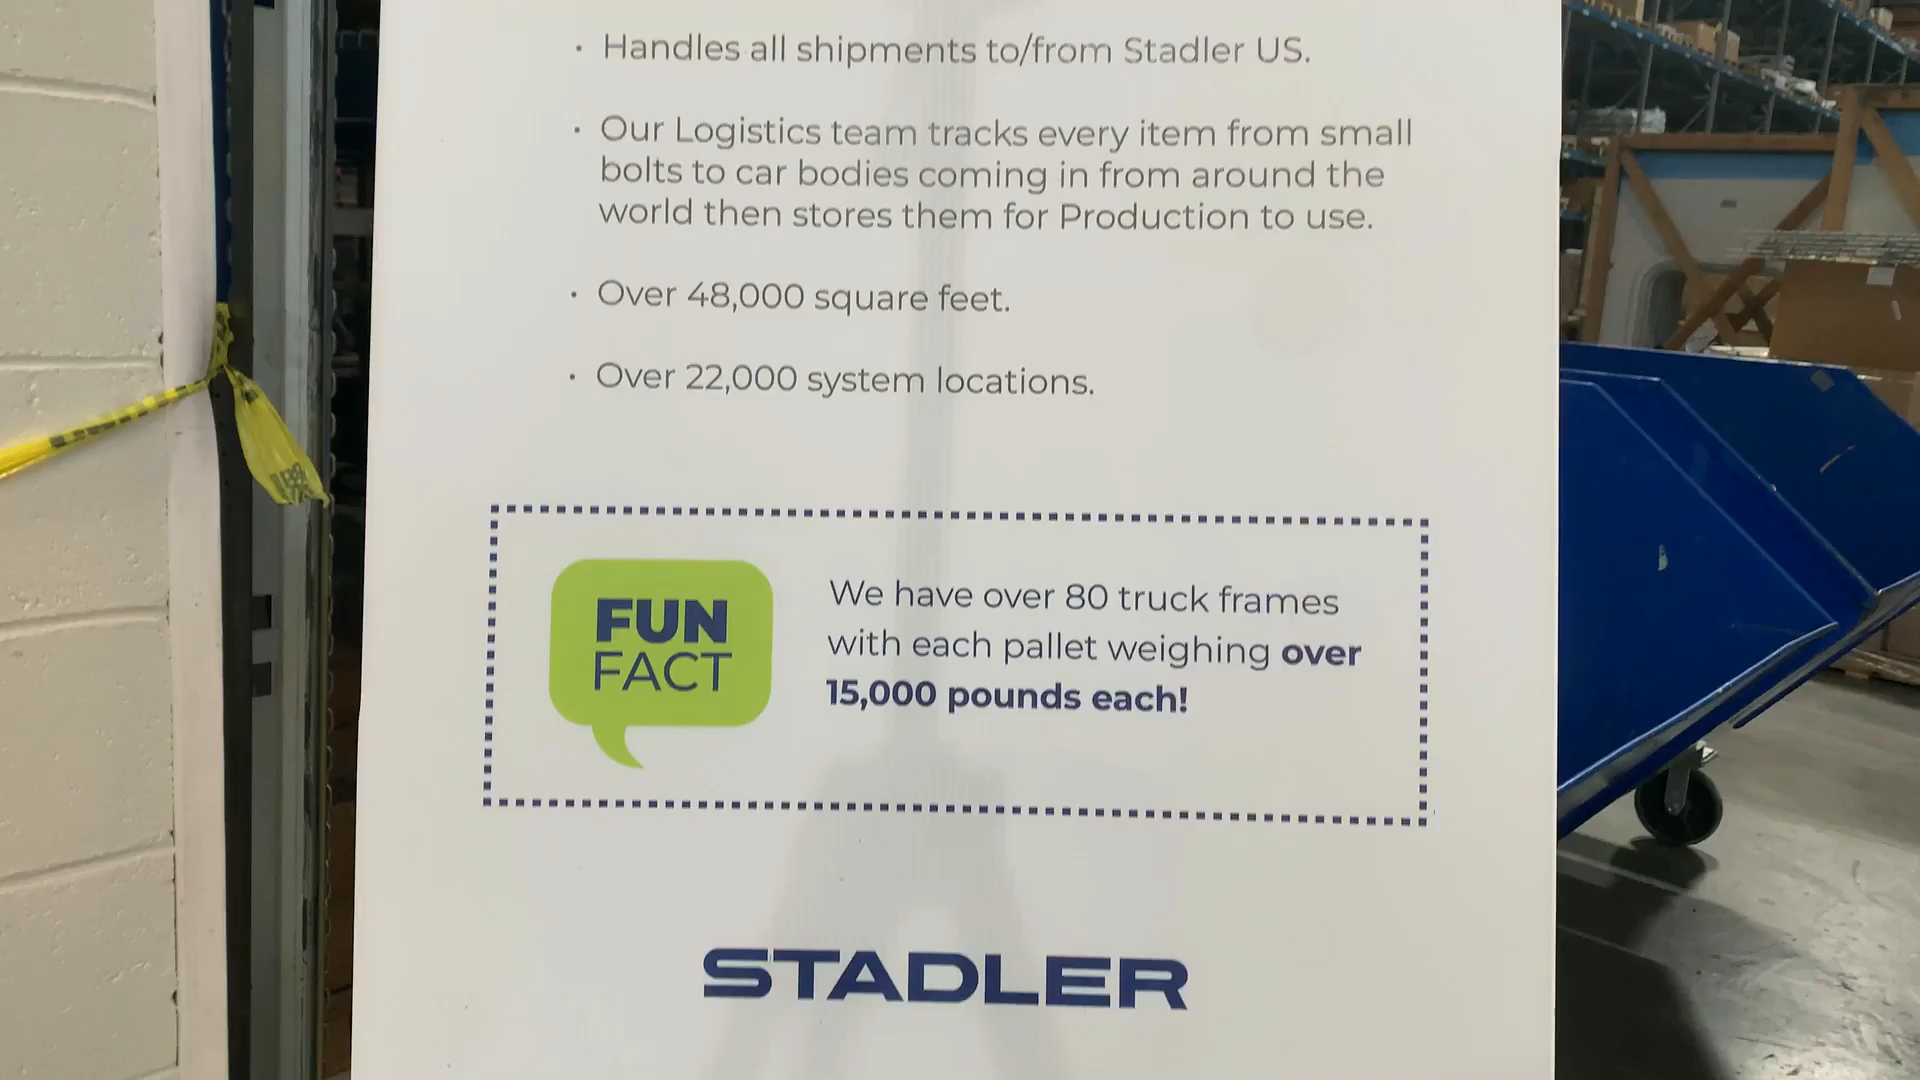 · Handles all shipments to/from Stadler US.
· Our Logistics team tracks every item from small
bolts to car bodies coming in from around the
world then stores them for Production to use.
· Over 48,000 square feet.
· Over 22,000 system locations.
FUN
FACT
We have over 80 truck frames
with each pallet weighing over
15,000 pounds each!
STADLER